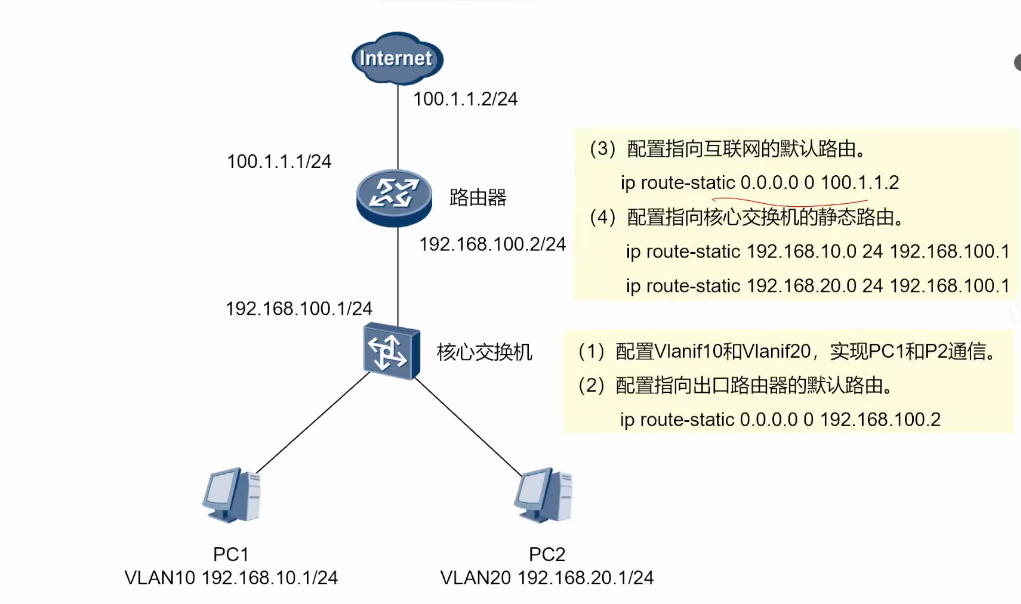 Internet
100.1.1.2/24
100.1.1.1/24
路由器
192.168.100.2/24
192.168.100.1/24
核心交换机
PC1
VLAN10 192.168.10.1/24
PC2
VLAN20 192.168.20.1/24
（3）配置指向互联网的默认路由。
ip route-static 0.0.0.0 0 100.1.1.2
（4）配置指向核心交换机的静态路由。
ip route-static 192.168.10.0 24 192.168.100.1
ip route-static 192.168.20.0 24 192.168.100.1
（1）配置Vlanif10和Vlanif20，实现PC1和P2通信。
（2）配置指向出口路由器的默认路由。
ip route-static 0.0.0.0 0 192.168.100.2